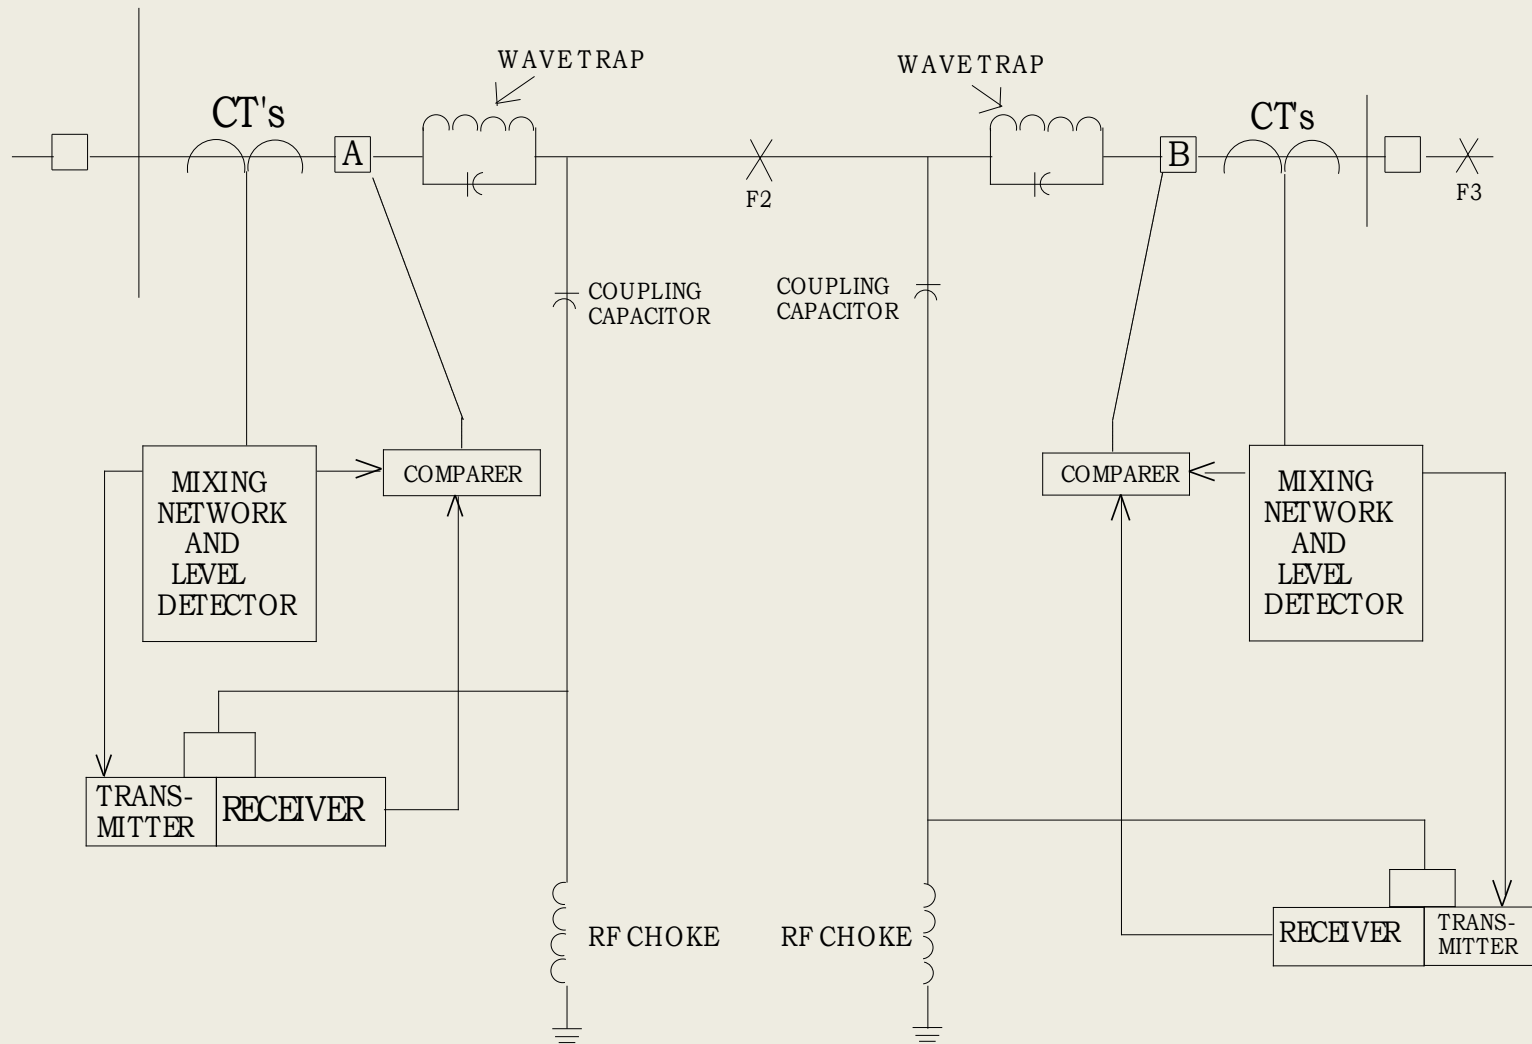 WAVETRAP
WAVETRAP
CT's
CT's
A
B
F2
F3
COUPLING
CAPACITOR
COUPLING
CAPACITOR
MIXING
NETWORK
AND
LEVEL
DETECTOR
COMPARER
COMPARER
MIXING
NETWORK
AND
LEVEL
DETECTOR
TRANS-
MITTER
RECEIVER
RF CHOKE
RF CHOKE
RECEIVER
TRANS-
MITTER